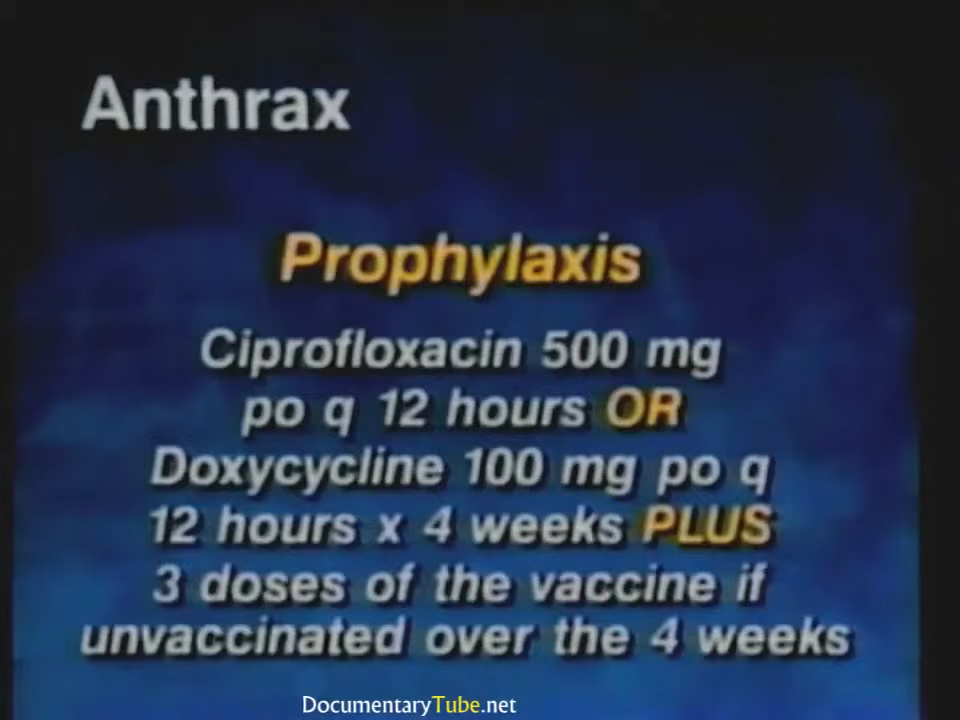 Anthrax
Prophylaxis
Ciprofloxacin 500 mg
po q 12 hours OR
Doxycycline 100 mg po q
12 hours x 4 weeks PLUS
3 doses of the vaccine if
unvaccinated over the 4 weeks
DocumentaryTube.net